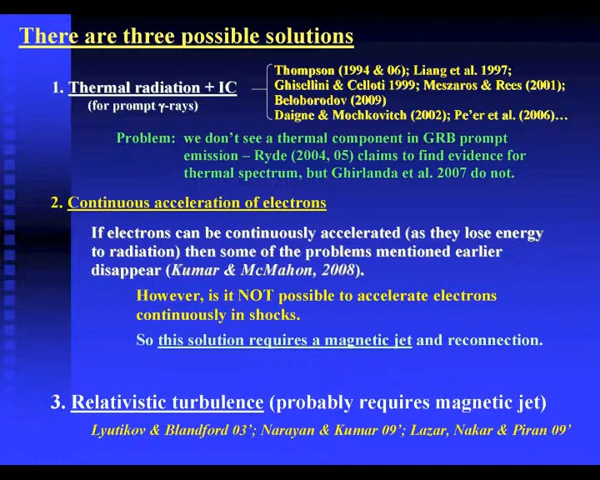 There are three possible solutions
1. Thermal radiation + IC
(for prompt γ-rays)
Thompson (1994 & 06); Liang et al. 1997;
Ghisellini & Celloti 1999; Meszaros & Rees (2001);
Beloborodov (2009)
Daigne & Mochkovitch (2002); Pe'er et al. (2006)…
Problem: we don't see a thermal component in GRB prompt
emission – Ryde (2004, 05) claims to find evidence for
thermal spectrum, but Ghirlanda et al. 2007 do not.
2. Continuous acceleration of electrons
If electrons can be continuously accelerated (as they lose energy
to radiation) then some of the problems mentioned earlier
disappear (Kumar & McMahon, 2008).
However, is it NOT possible to accelerate electrons
continuously in shocks.
So this solution requires a magnetic jet and reconnection.
3. Relativistic turbulence (probably requires magnetic jet)
Lyutikov & Blandford 03'; Narayan & Kumar 09'; Lazar, Nakar & Piran 09'